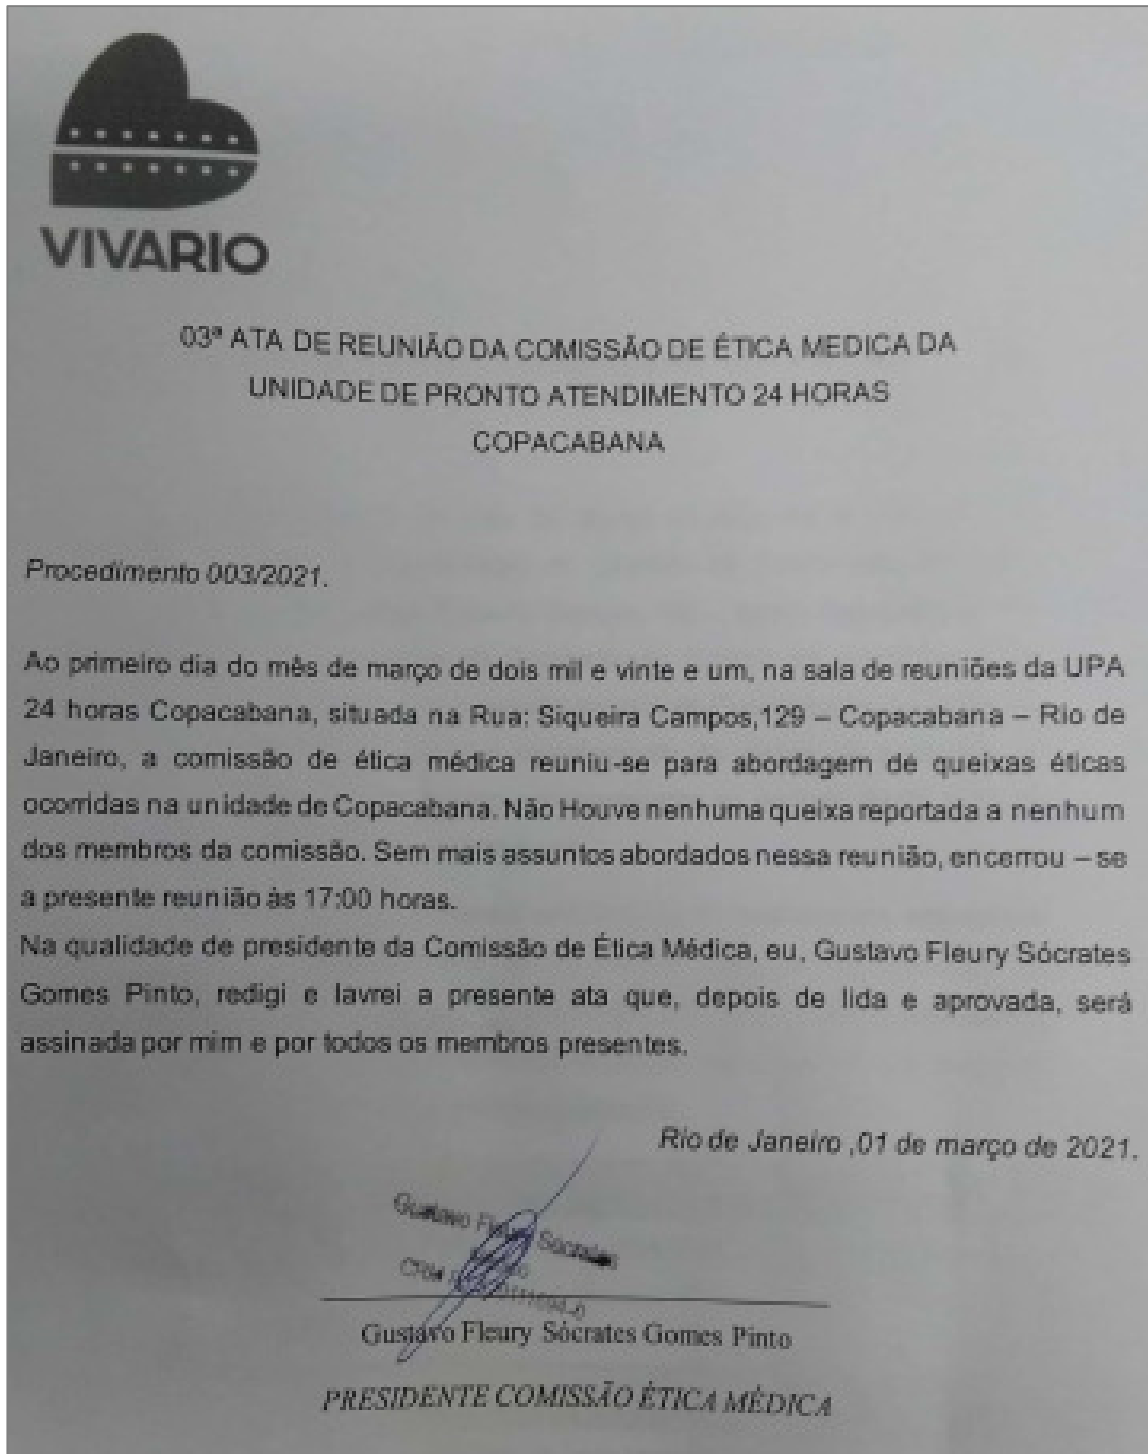 VIVARIO
03ª ATA DE REUNIÃO DA COMISSÃO DE ÉTICA MEDICA DA
UNIDADE DE PRONTO ATENDIMENTO 24 HORAS
COPACABANA
Procedimento 003/2021.
Ao primeiro dia do mês de março de dois mil e vinte e um, na sala de reuniões da UPA
24 horas Copacabana, situada na Rua: Siqueira Campos,129 – Copacabana – Rio de
Janeiro, a comissão de ética médica reuniu-se para abordagem de queixas éticas
ocorridas na unidade de Copacabana. Não Houve nenhuma queixa reportada a nenhum
dos membros da comissão. Sem mais assuntos abordados nessa reunião, encerrou – se
a presente reunião às 17:00 horas.
Na qualidade de presidente da Comissão de Ética Médica, eu, Gustavo Fleury Sócrates
Gomes Pinto, redigi e lavrei a presente ata que, depois de lida e aprovada, será
assinada por mim e por todos os membros presentes.
Rio de Janeiro ,01 de março de 2021.
Gustavo Fleury Socrates
Gustavo Fleury Sócrates Gomes Pinto
PRESIDENTE COMISSÃO ÉTICA MÉDICA